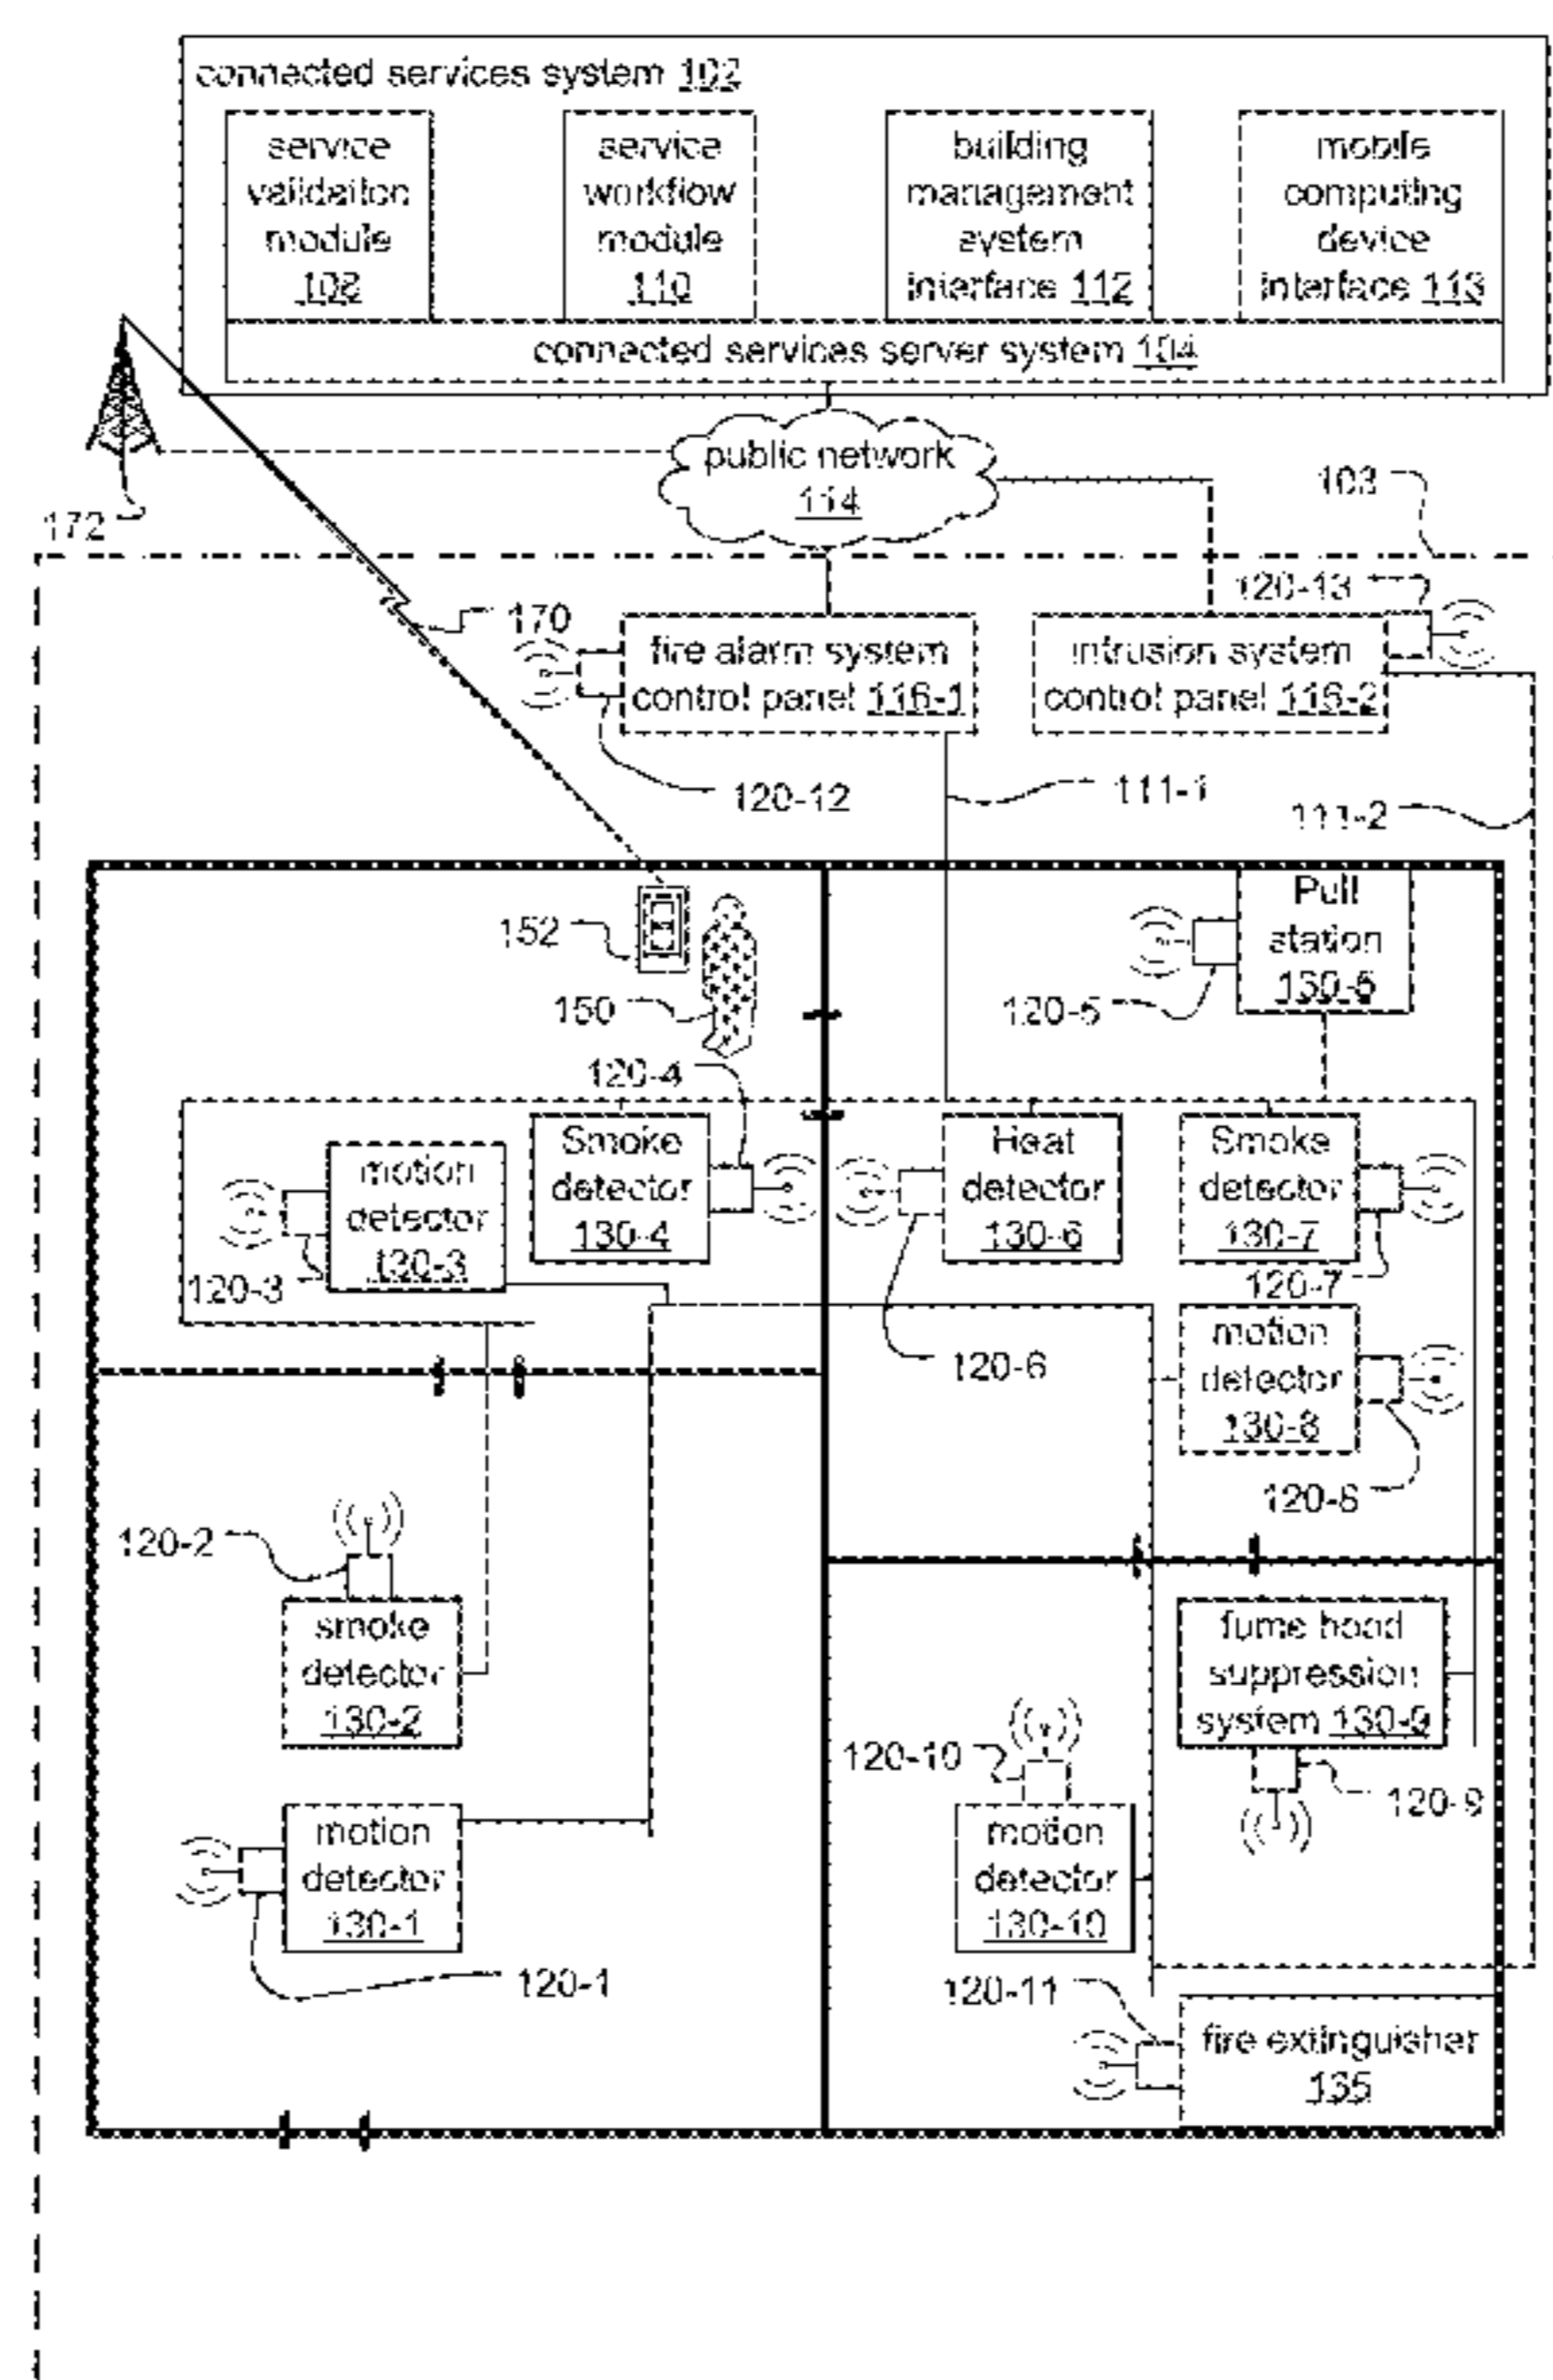 connected services system 102
service
validation
module
108
service
workflow
module
110
building
management
system
interface 112
mobile
computing
device
interface 113
connected services server system 104
public network
114
172
103
120-13
170
fire alarm system
control panel 116-1
intrusion system
control panel 116-2
120-12
111-1
111-2
152
150
Pull
station
130-5
120-5
120-4
motion
detector
130-3
120-3
Smoke
detector
130-4
Heat
detector
130-6
Smoke
detector
130-7
120-7
120-6
motion
detector
130-8
120-8
120-2
smoke
detector
130-2
fume hood
suppression
system 130-9
120-9
120-10
motion
detector
130-10
motion
detector
130-1
120-1
120-11
fire extinguisher
135